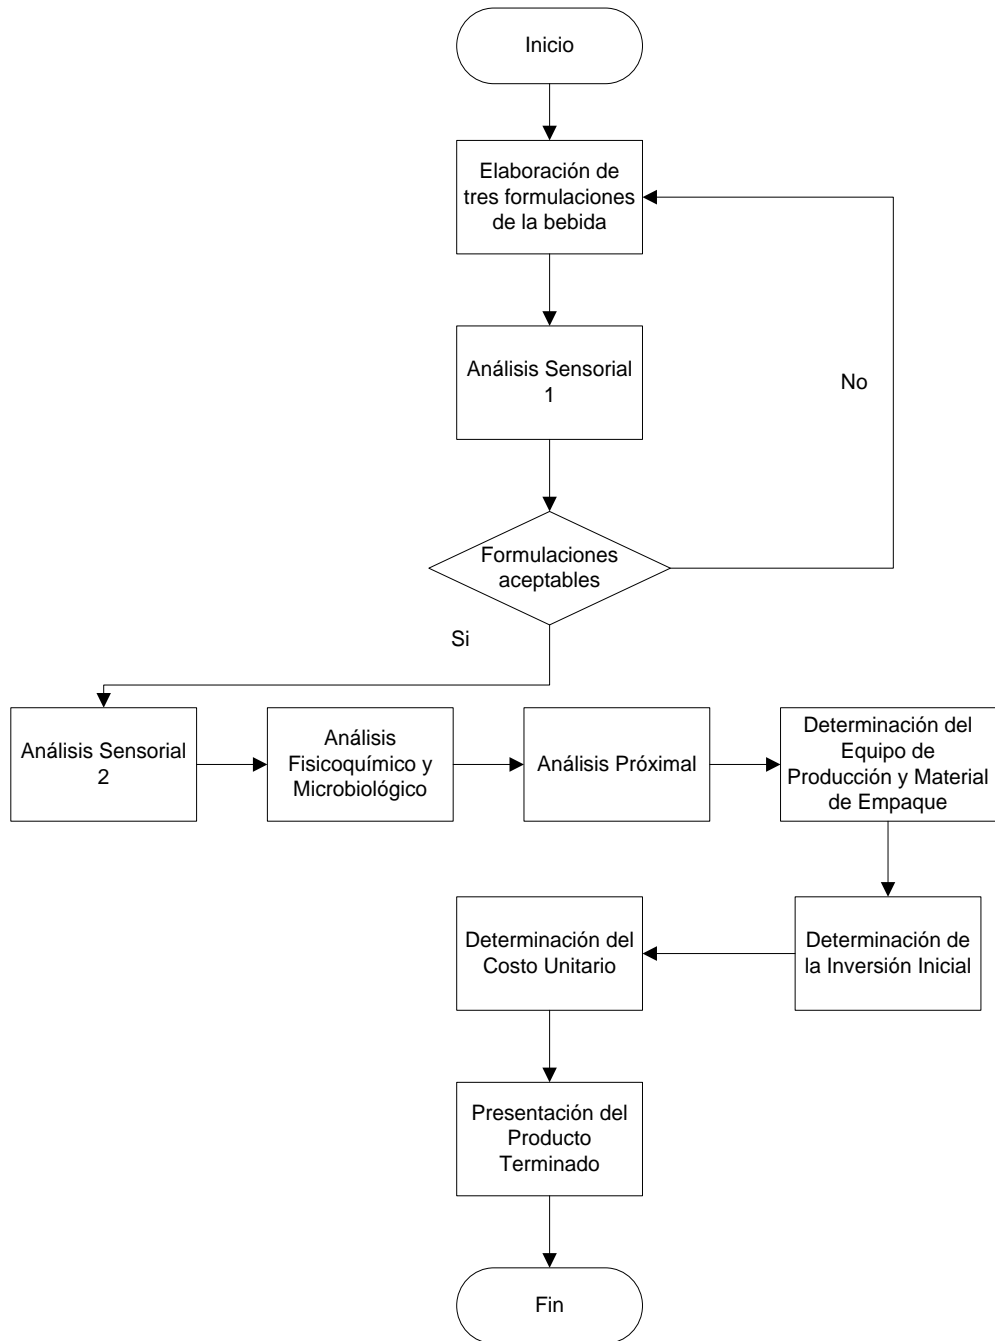 Inicio
Elaboración de
tres formulaciones
de la bebida
Análisis Sensorial
1
No
Formulaciones
aceptables
Si
Análisis Sensorial
2
Análisis
Fisicoquímico y
Microbiológico
Análisis Próximal
Determinación del
Equipo de
Producción y Material
de Empaque
Determinación de
la Inversión Inicial
Determinación del
Costo Unitario
Presentación del
Producto
Terminado
Fin